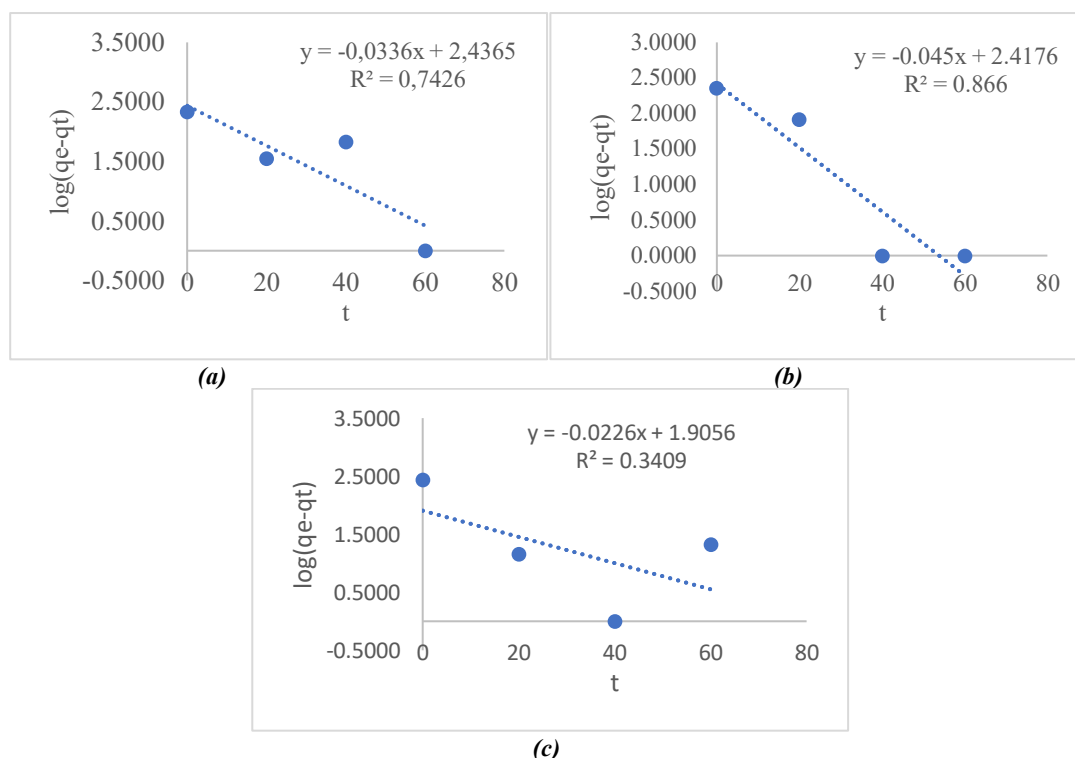 3.5000
2.5000
1.5000
0.5000
-0.5000
log(qe-qt)
y = -0,0336x + 2,4365
R² = 0,7426
0 20 40 60 80
t
(a)
3.0000
2.5000
2.0000
1.5000
1.0000
0.5000
0.0000
-0.5000
log(qe-qt)
y = -0.045x + 2.4176
R² = 0.866
0 20 40 60 80
t
(b)
3.5000
2.5000
1.5000
0.5000
-0.5000
log(qe-qt)
y = -0.0226x + 1.9056
R² = 0.3409
0 20 40 60 80
t
(c)